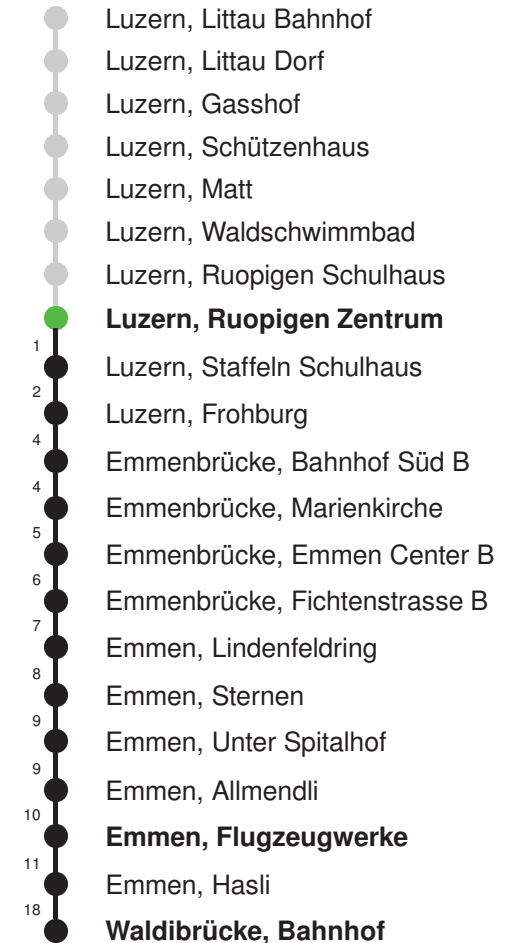 Luzern, Littau Bahnhof
Luzern, Littau Dorf
Luzern, Gasshof
Luzern, Schützenhaus
Luzern, Matt
Luzern, Waldschwimmbad
Luzern, Ruopigen Schulhaus
Luzern, Ruopigen Zentrum
1 Luzern, Staffeln Schulhaus
2 Luzern, Frohburg
4 Emmenbrücke, Bahnhof Süd B
4 Emmenbrücke, Marienkirche
5 Emmenbrücke, Emmen Center B
6 Emmenbrücke, Fichtenstrasse B
7 Emmen, Lindenfeldring
8 Emmen, Sternen
9 Emmen, Unter Spitalhof
9 Emmen, Allmendli
10 Emmen, Flugzeugwerke
11 Emmen, Hasli
18 Waldibrücke, Bahnhof